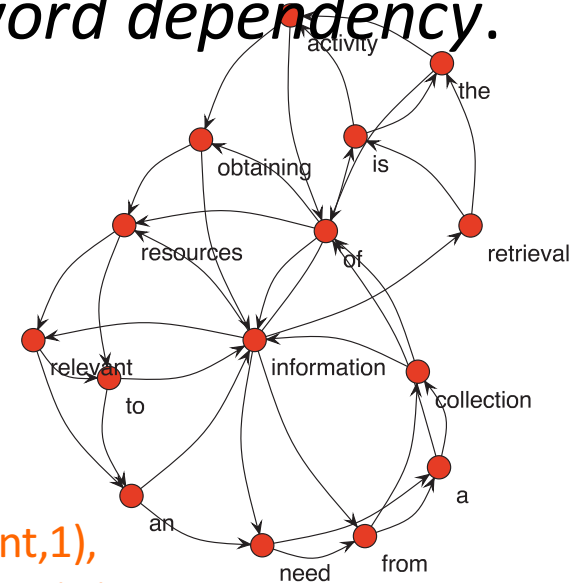 word dependency.
activity
the
is
obtaining
of
retrieval
resources
relevant
information
to
collection
a
an
nt,1),
from
need